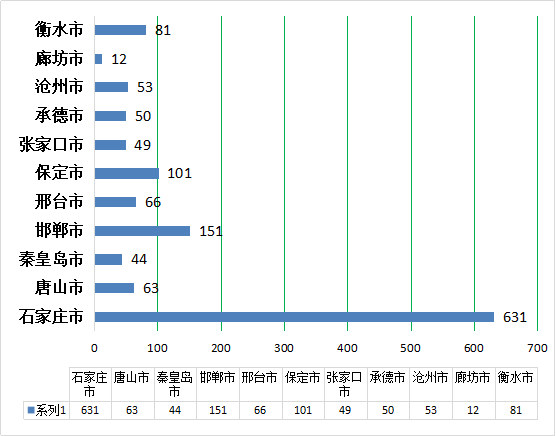 衡水市 81
廊坊市 12
沧州市 53
承德市 50
张家口市 49
保定市 101
邢台市 66
邯郸市 151
秦皇岛市 44
唐山市 63
石家庄市 631
0 100 200 300 400 500 600 700
石家庄市 唐山市 秦皇岛市 邯郸市 邢台市 保定市 张家口市 承德市 沧州市 廊坊市 衡水市
系列1 631 63 44 151 66 101 49 50 53 12 81